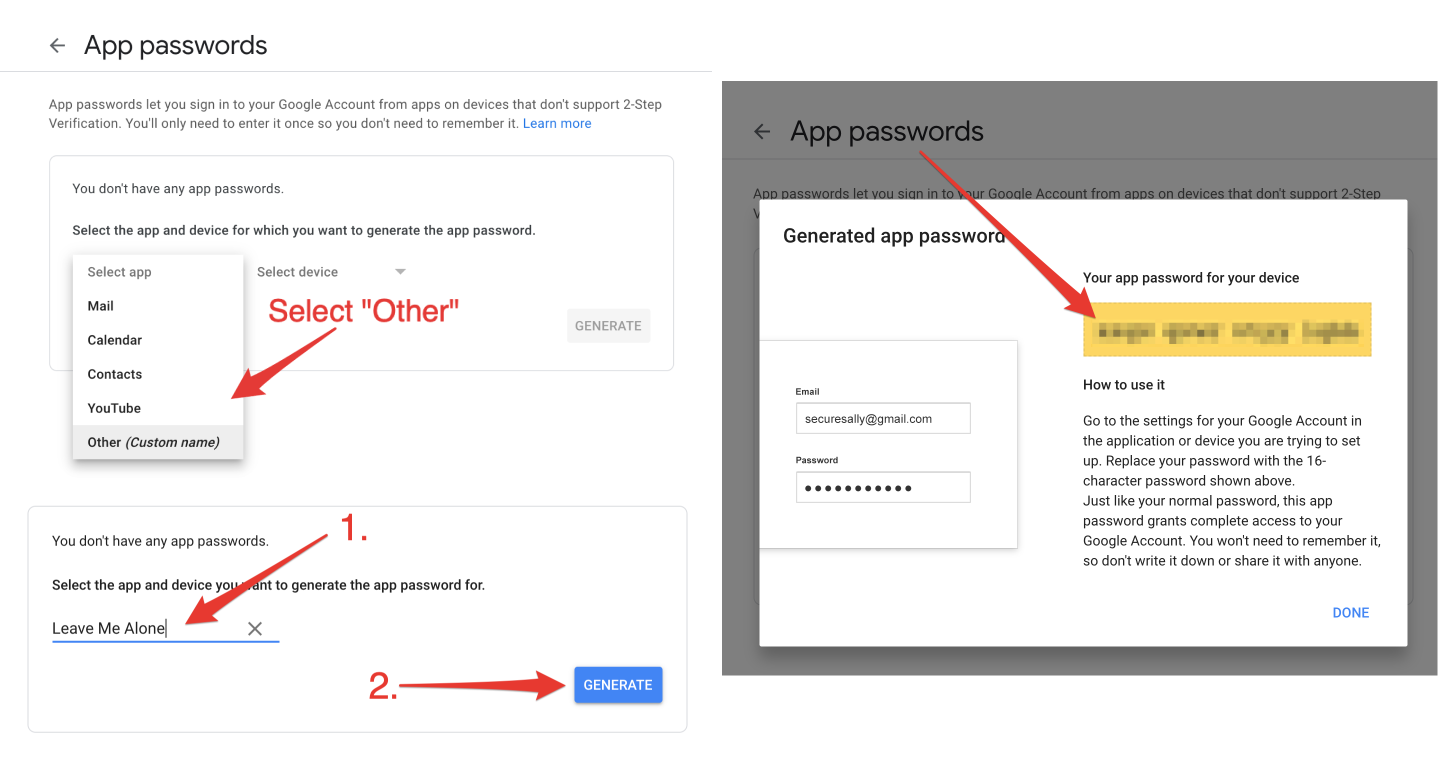 App passwords
App passwords let you sign in to your Google Account from apps on devices that don't support 2-Step
Verification. You'll only need to enter it once so you don't need to remember it. Learn more
You don't have any app passwords.
Select the app and device for which you want to generate the app password.
Select app
Select device
Mail
Calendar
Contacts
YouTube
Other (Custom name)
Select "Other"
GENERATE
You don't have any app passwords.
1.
Select the app and device you want to generate the app password for.
Leave Me Alone
2.
GENERATE
App passwords
App passwords let you sign in to your Google Account from apps on devices that don't support 2-Step
Generated app password
Your app password for your device
Email
securesally@gmail.com
Password
How to use it
Go to the settings for your Google Account in
the application or device you are trying to set
up. Replace your password with the 16-
character password shown above.
Just like your normal password, this app
password grants complete access to your
Google Account. You won't need to remember it,
so don't write it down or share it with anyone.
DONE